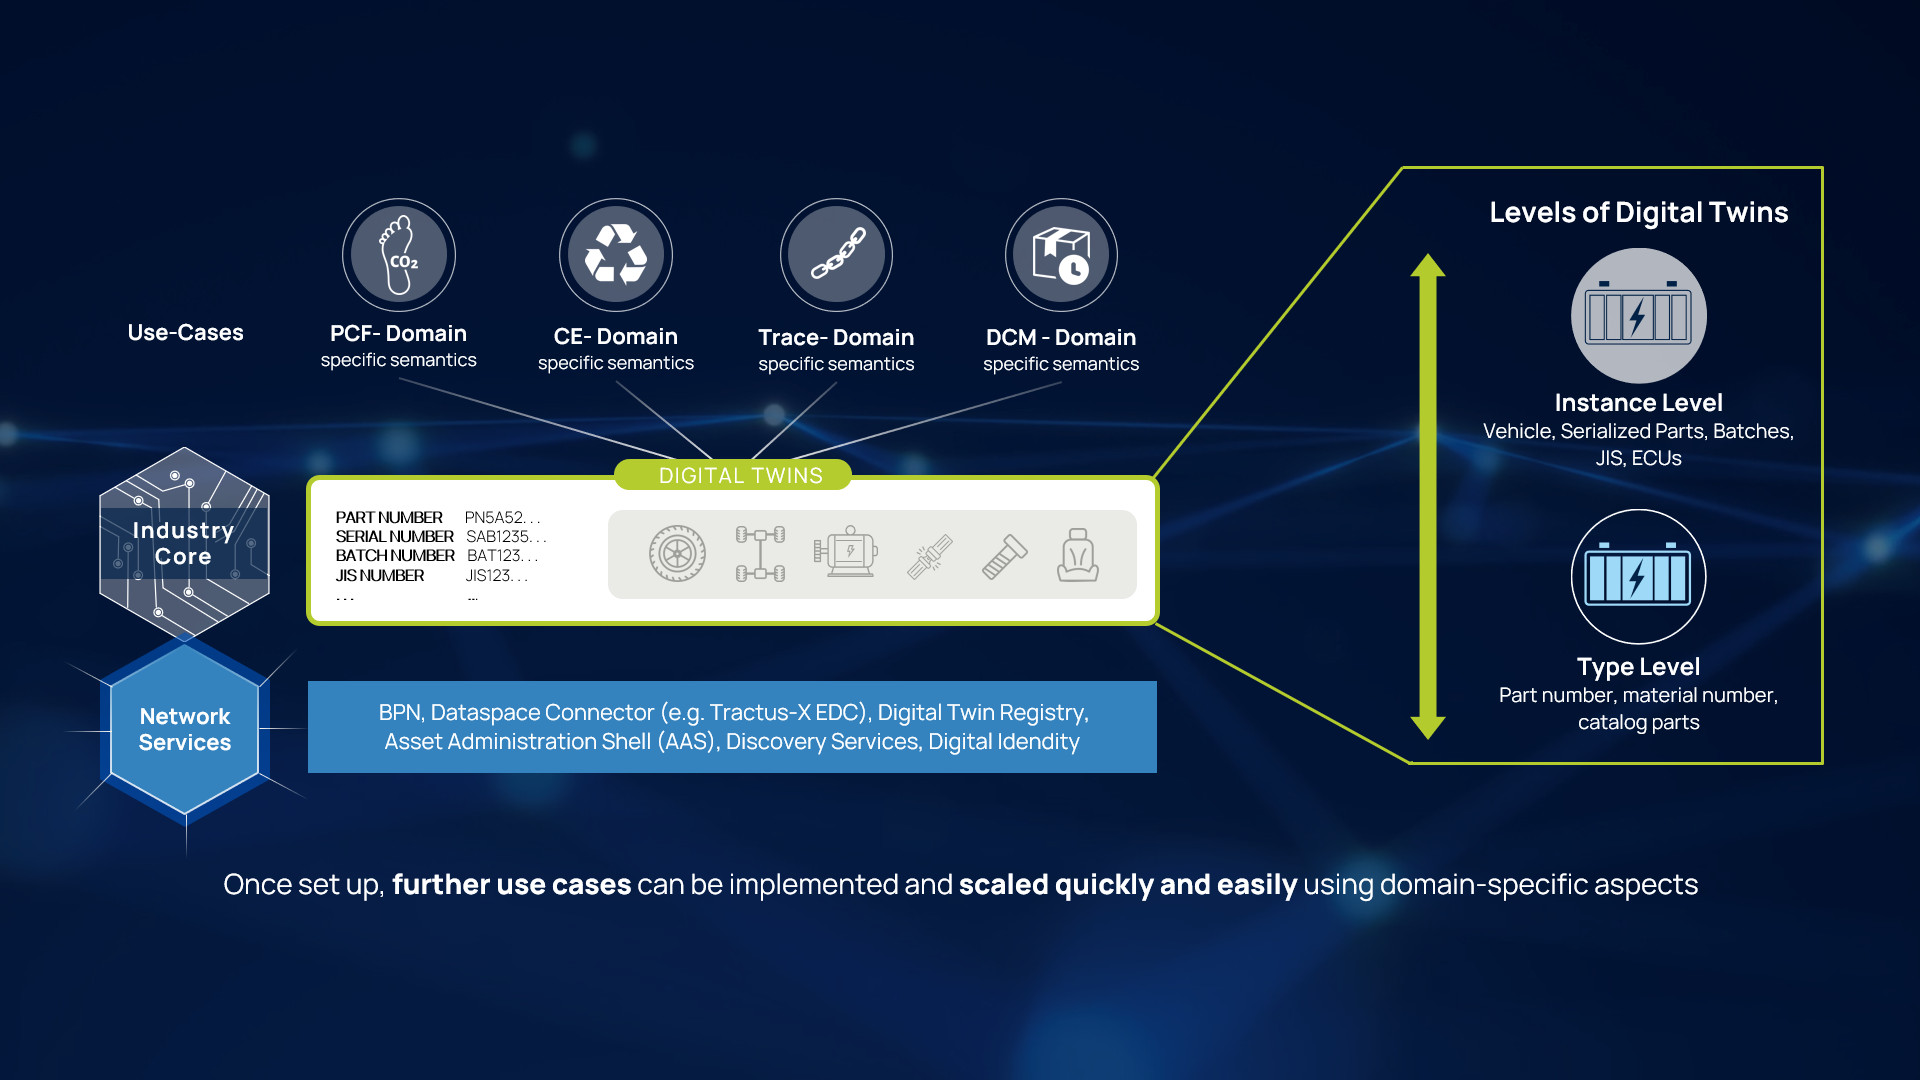 CO₂
Use-Cases
PCF- Domain
specific semantics
CE- Domain
specific semantics
Trace- Domain
specific semantics
DCM - Domain
specific semantics
Industry
Core
DIGITAL TWINS
PART NUMBER PN5A52...
SERIAL NUMBER SAB1235...
BATCH NUMBER BAT123...
JIS NUMBER JIS123...
... ...
Network
Services
BPN, Dataspace Connector (e.g. Tractus-X EDC), Digital Twin Registry,
Asset Administration Shell (AAS), Discovery Services, Digital Idendity
Levels of Digital Twins
Instance Level
Vehicle, Serialized Parts, Batches,
JIS, ECUs
Type Level
Part number, material number,
catalog parts
Once set up, further use cases can be implemented and scaled quickly and easily using domain-specific aspects